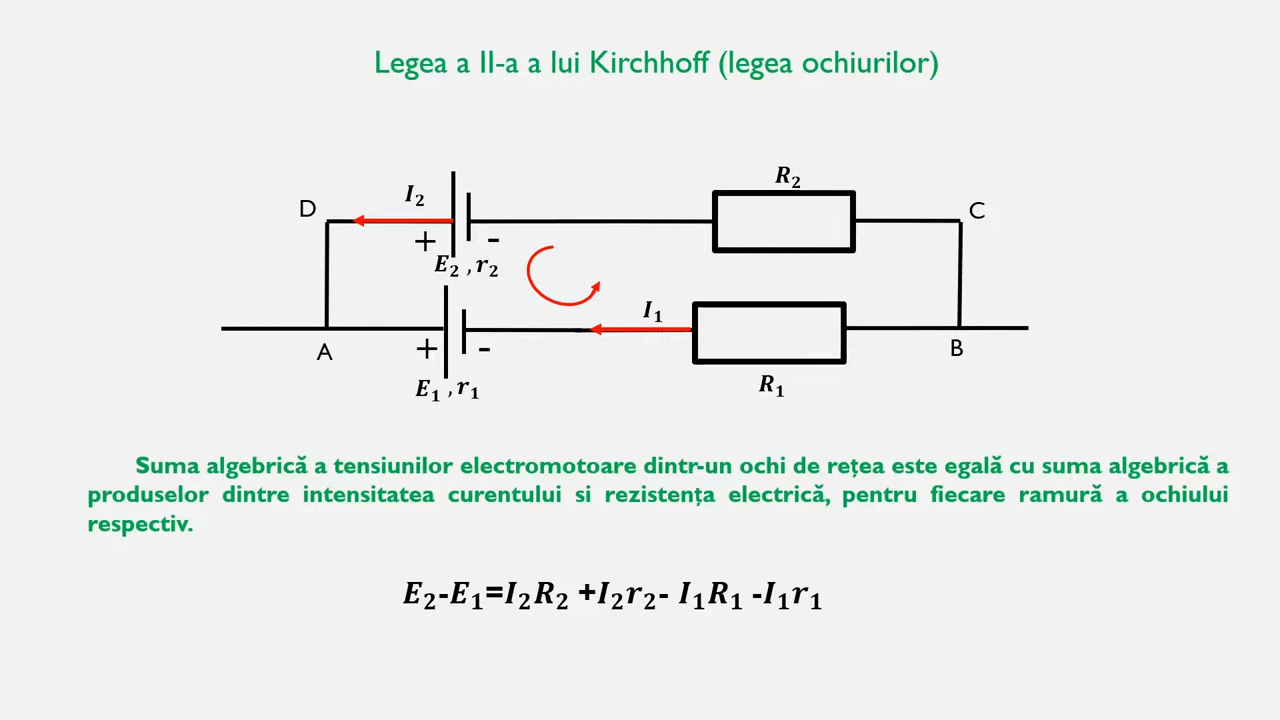 Legea a II-a a lui Kirchhoff (legea ochiurilor)
R₂
I₂
D
C
+
-
E₂ , r₂
I₁
A
+
-
B
E₁ , r₁
R₁
Suma algebrică a tensiunilor electromotoare dintr-un ochi de rețea este egală cu suma algebrică a
produselor dintre intensitatea curentului si rezistența electrică, pentru fiecare ramură a ochiului
respectiv.
E₂-E₁=I₂R₂ +I₂r₂- I₁R₁ -I₁r₁